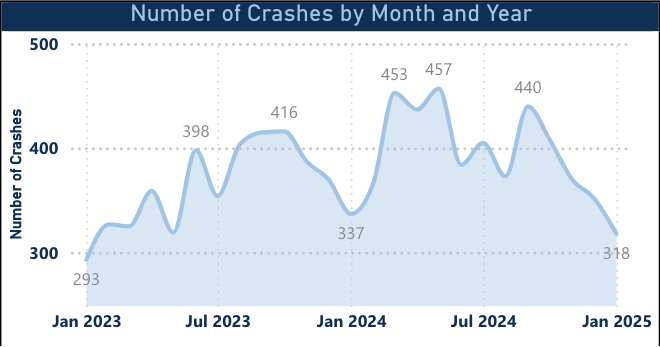 Number of Crashes by Month and Year
500
453
457
440
416
398
400
Number of Crashes
337
300
318
293
Jan 2023
Jul 2023
Jan 2024
Jul 2024
Jan 2025